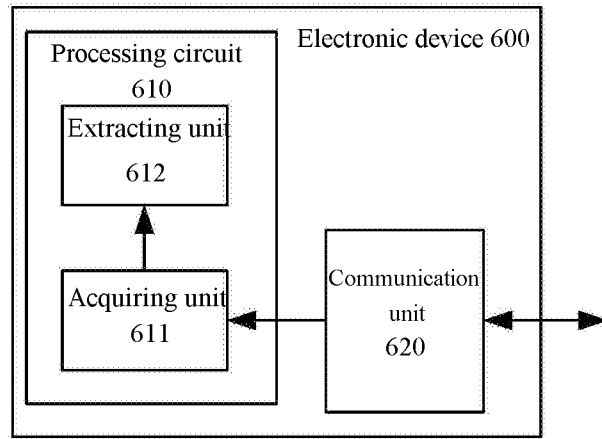 Electronic device 600
Processing circuit
610
Extracting unit
612
Acquiring unit
611
Communication
unit
620